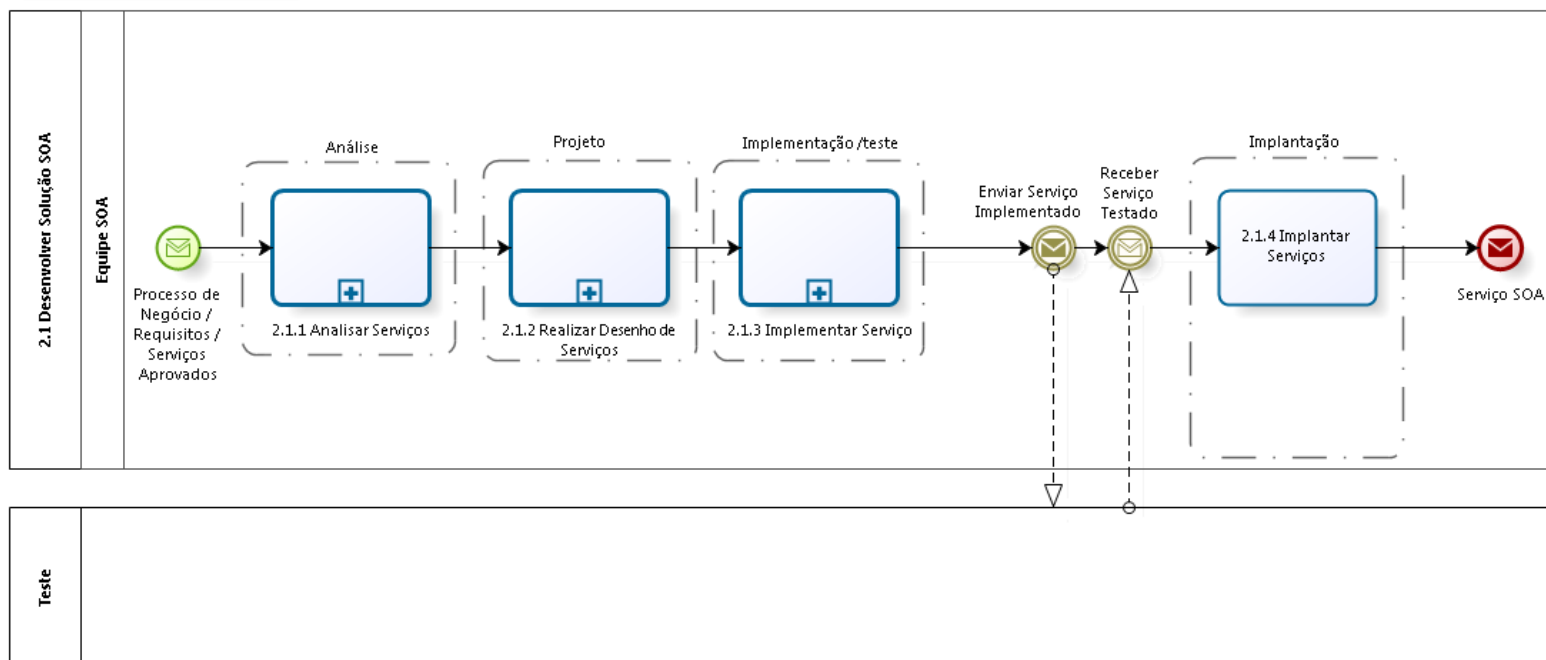 2.1 Desenvolver Solução SOA
Equipe SOA
Processo de
Negócio /
Requisitos /
Serviços
Aprovados
Análise
2.1.1 Analisar Serviços
Projeto
2.1.2 Realizar Desenho de
Serviços
Implementação /teste
2.1.3 Implementar Serviço
Enviar Serviço
Implementado
Receber
Serviço
Testado
Implantação
2.1.4 Implantar
Serviços
Serviço SOA
Teste